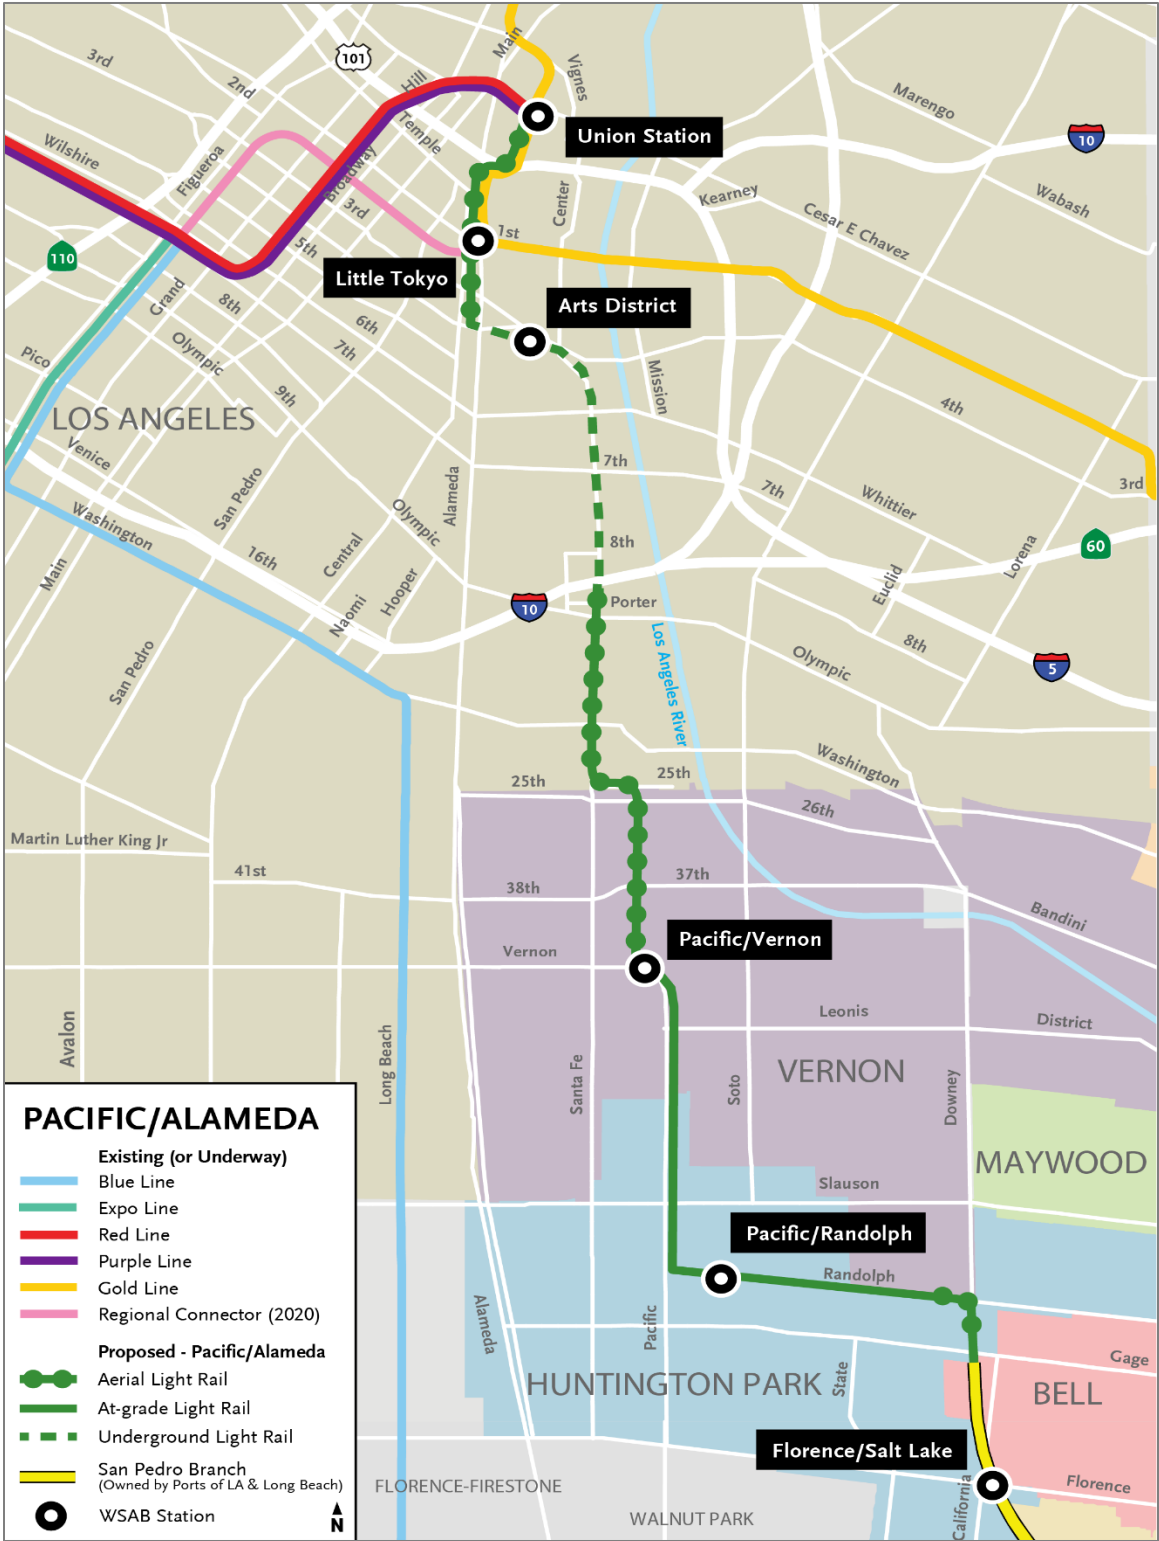 3rd
101
Main
Hill
Vignes
2nd
Marengo
Temple
Union Station
10
Wilshire
Figueroa
Broadway
3rd
Center
Kearney
Wabash
Cesar E Chavez
110
5th
1st
Little Tokyo
Arts District
Grand
8th
6th
7th
Pico
Olympic
9th
Mission
LOS ANGELES
4th
Venice
San Pedro
Alameda
7th
7th
3rd
Whittier
Washington
Olympic
16th
Central
8th
60
Lorena
Main
Naomi
Hooper
10
Porter
Euclid
Los Angeles River
8th
Olympic
5
San Pedro
Washington
25th
25th
26th
Martin Luther King Jr
41st
38th
37th
Bandini
Pacific/Vernon
Vernon
Avalon
Long Beach
Leonis
District
Santa Fe
Soto
VERNON
Downey
MAYWOOD
Slauson
Pacific/Randolph
Randolph
Alameda
Pacific
State
Gage
HUNTINGTON PARK
BELL
Florence/Salt Lake
FLORENCE-FIRESTONE
California
Florence
WALNUT PARK
PACIFIC/ALAMEDA
Existing (or Underway)
Blue Line
Expo Line
Red Line
Purple Line
Gold Line
Regional Connector (2020)
Proposed - Pacific/Alameda
Aerial Light Rail
At-grade Light Rail
Underground Light Rail
San Pedro Branch
(Owned by Ports of LA & Long Beach)
WSAB Station
N